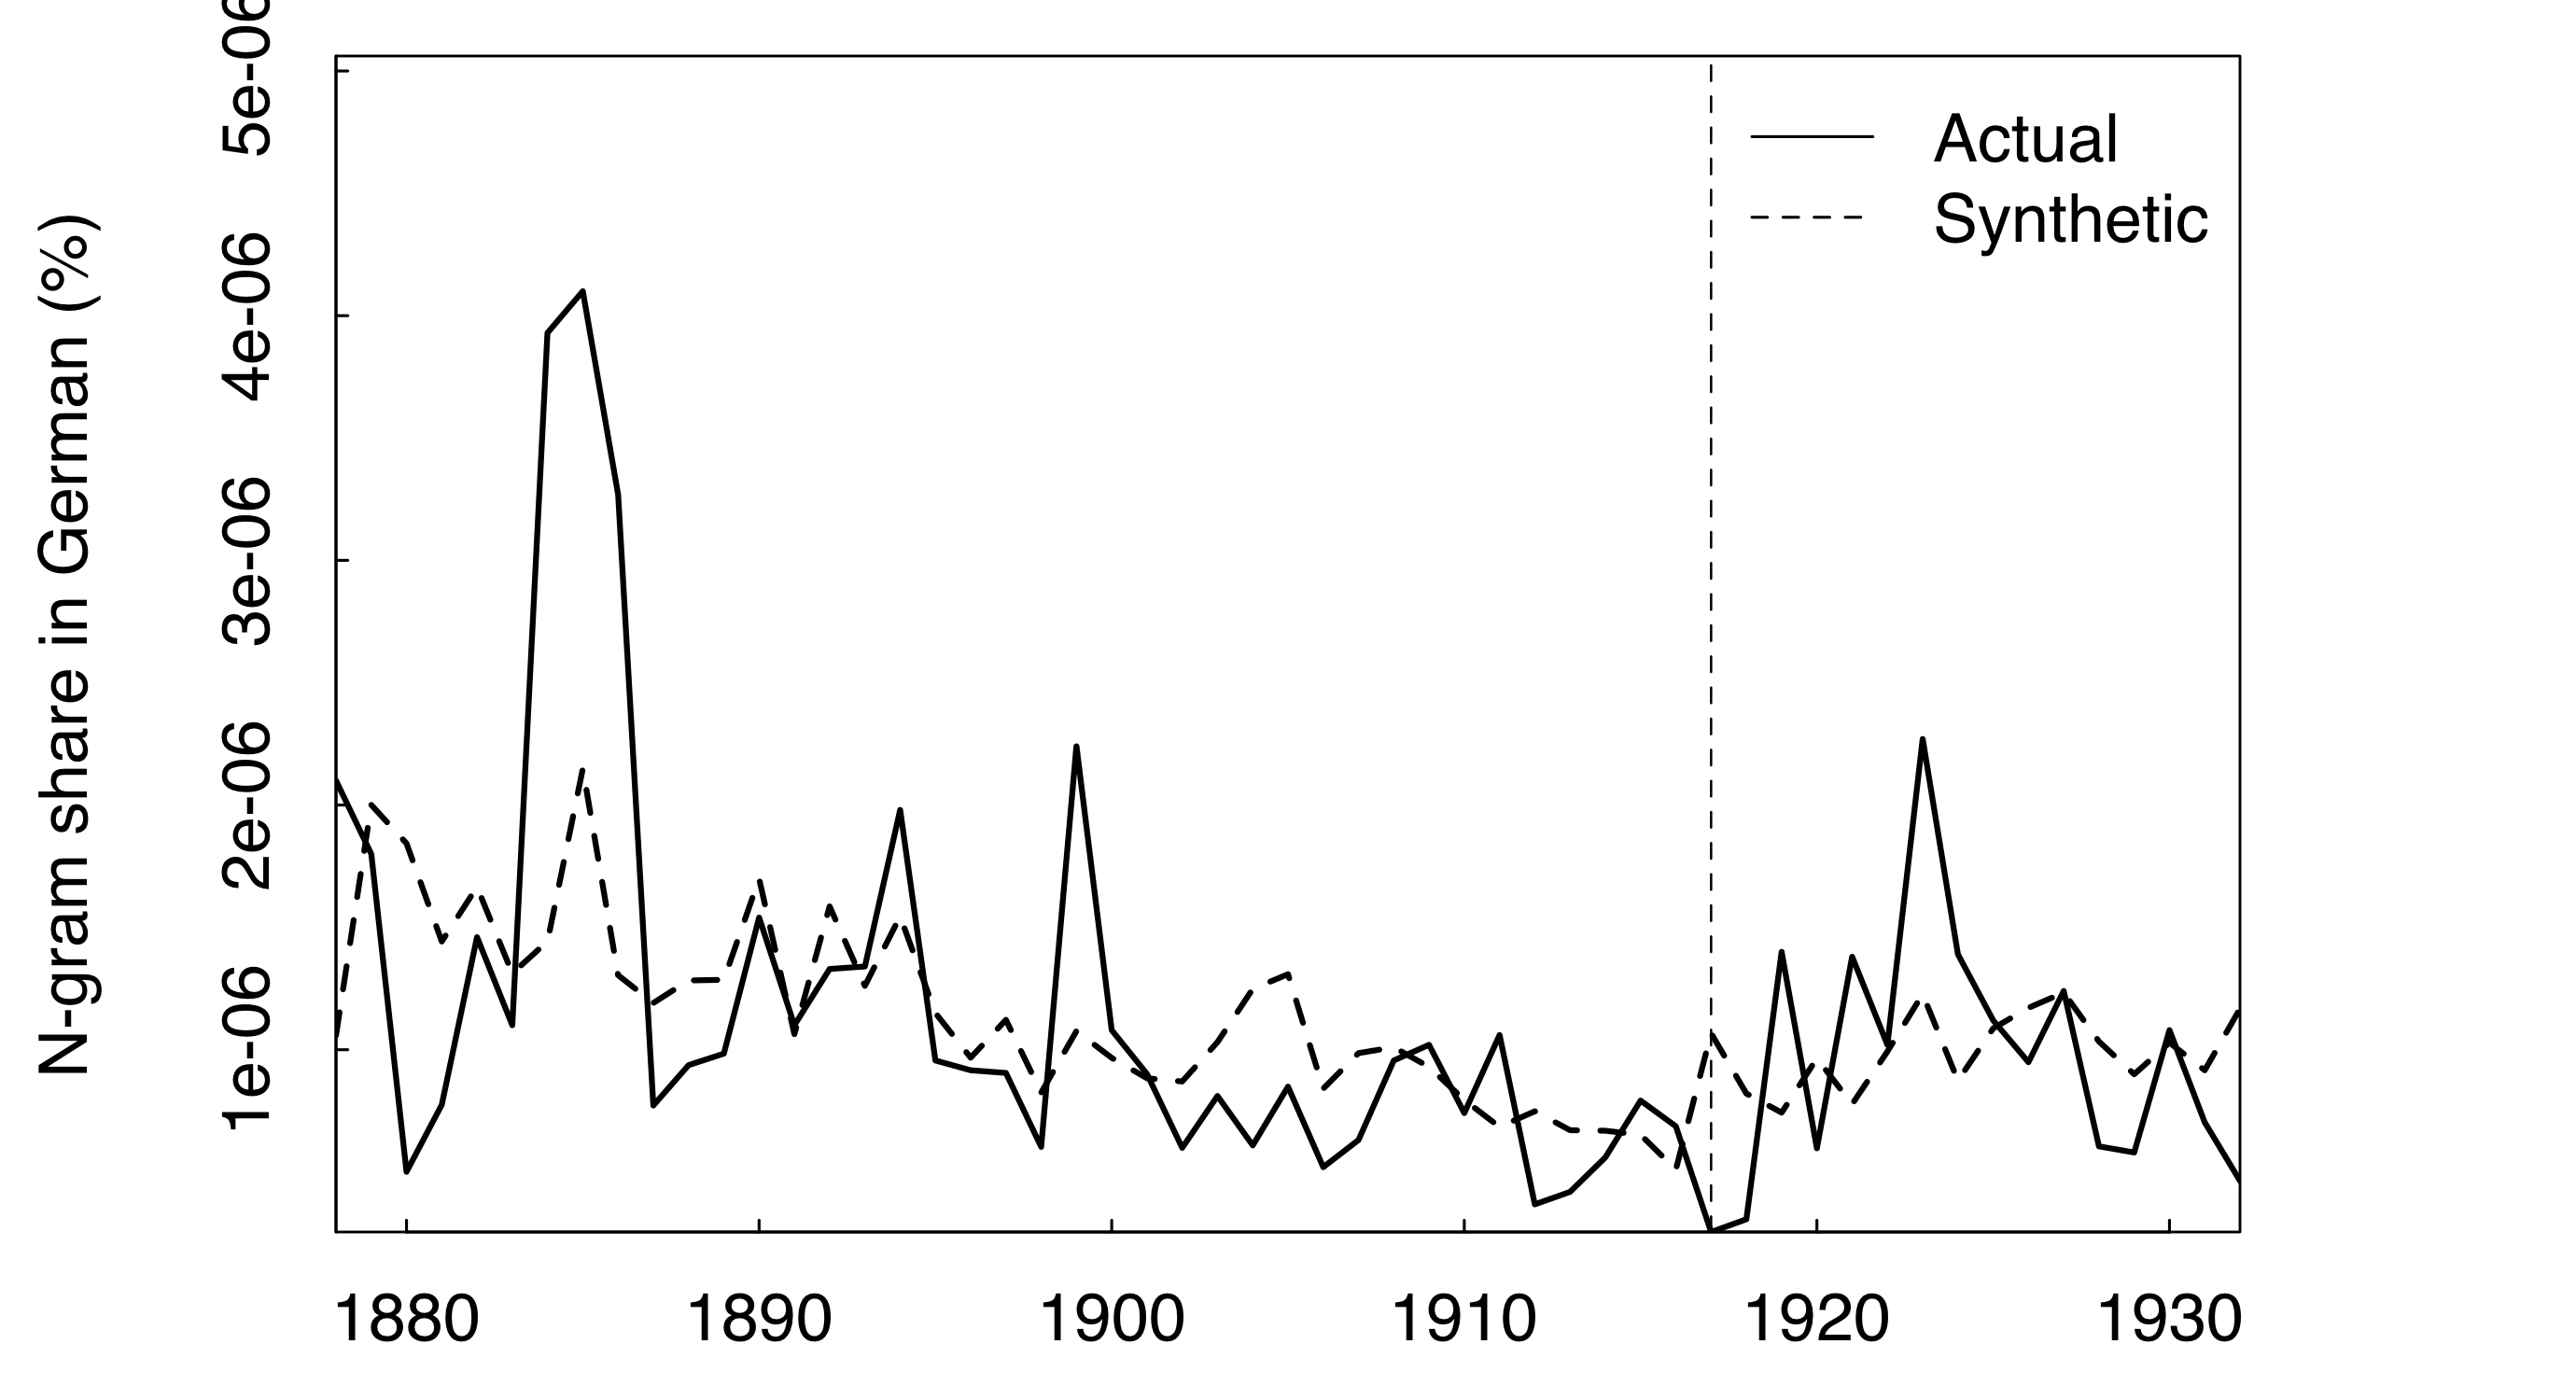 N-gram share in German (%)
5e-06
4e-06
3e-06
2e-06
1e-06
Actual
Synthetic
1880 1890 1900 1910 1920 1930